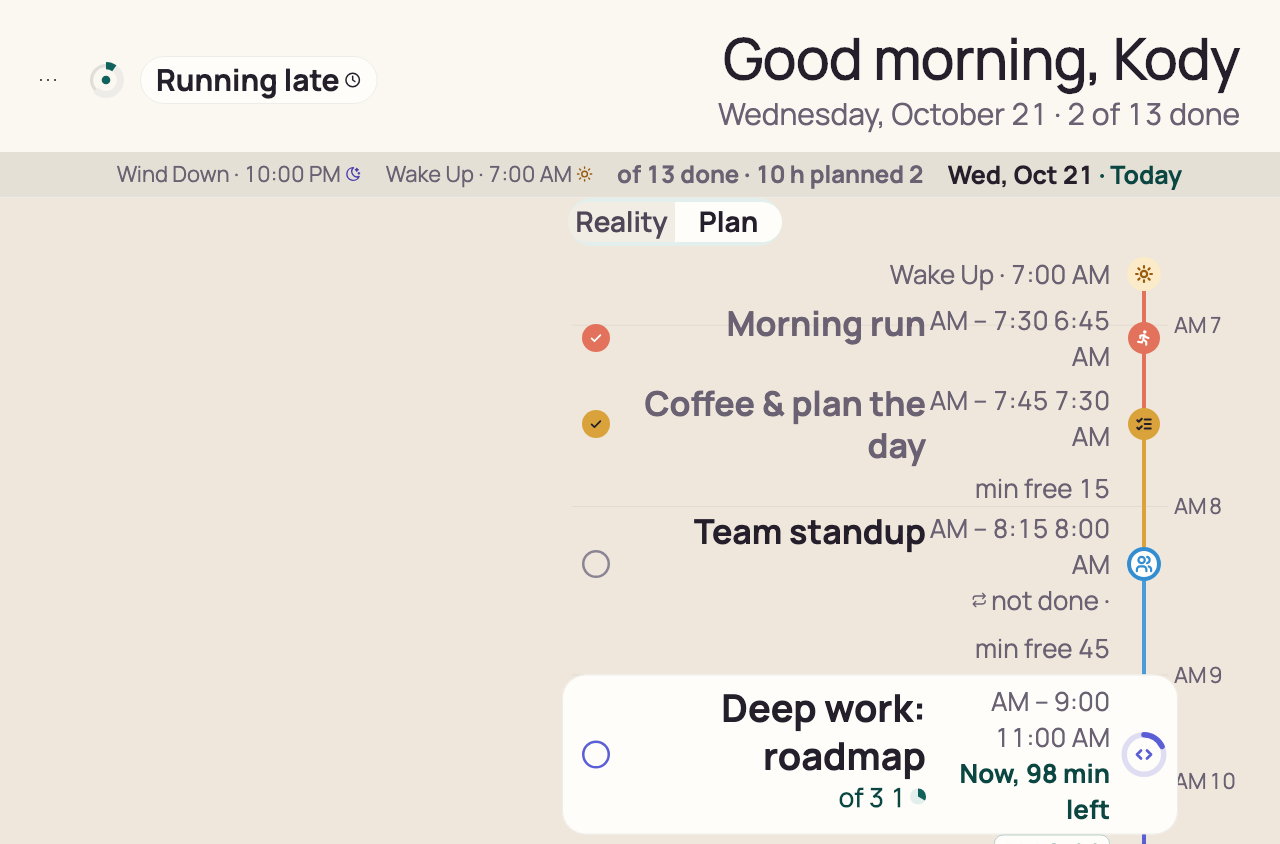 Good morning, Kody
Wednesday, October 21 · 2 of 13 done
Running late
...
Wed, Oct 21 · Today
of 13 done · 10 h planned 2
Wake Up · 7:00 AM
Wind Down · 10:00 PM
Reality
Plan
Wake Up · 7:00 AM
AM 7
Morning run
AM – 7:30 6:45
AM
Coffee & plan the
day
AM – 7:45 7:30
AM
min free 15
AM 8
Team standup
AM – 8:15 8:00
AM
not done ·
min free 45
AM 9
Deep work:
roadmap
of 3 1
AM – 9:00
11:00 AM
Now, 98 min
left
AM 10